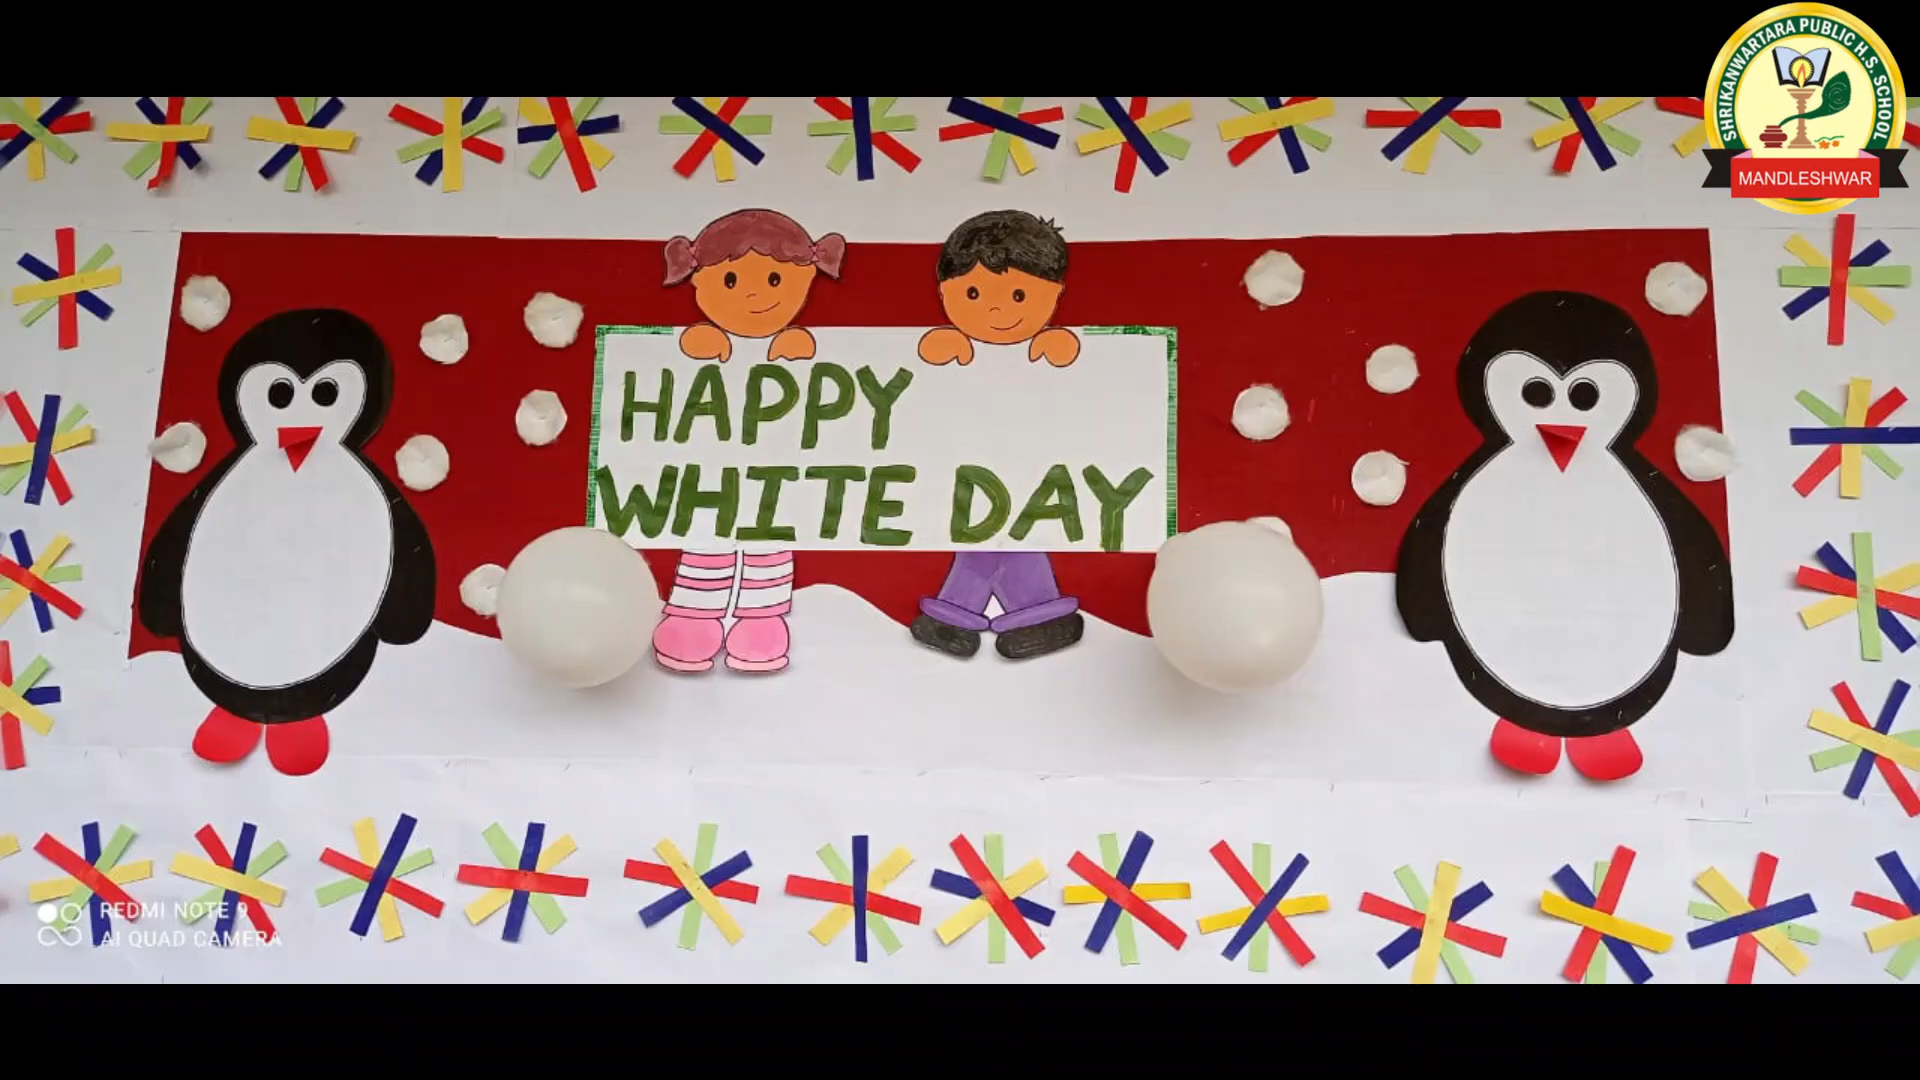 SHRIKANWARTARA PUBLIC H.S. SCHOOL
MANDLESHWAR
HAPPY
WHITE DAY
REDMI NOTE 9
AI QUAD CAMERA